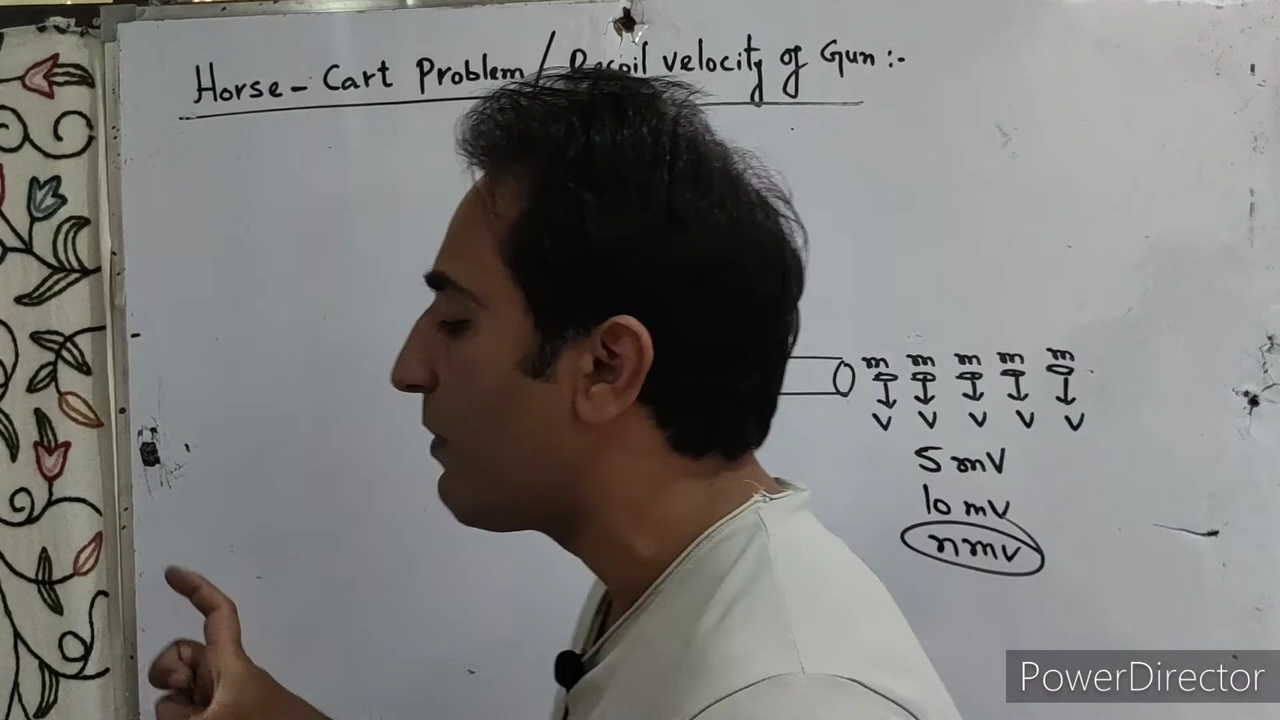 Horse - Cart Problem / Recoil velocity of Gun :-
m m m m m
v v v v v
5 mv
10 mv
nmv
PowerDirector